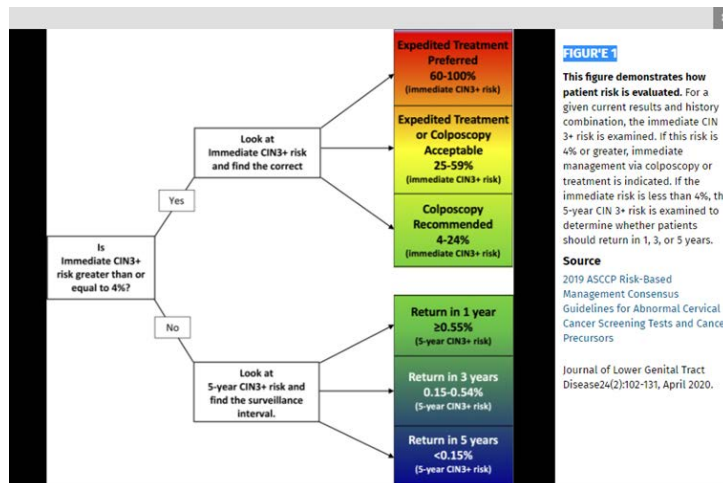 Is
Immediate CIN3+
risk greater than or
equal to 4%?
Yes
No
Look at
Immediate CIN3+ risk
and find the correct
Look at
5-year CIN3+ risk and
find the surveillance
interval.
Expedited Treatment
Preferred
60-100%
(immediate CIN3+ risk)
Expedited Treatment
or Colposcopy
Acceptable
25-59%
(immediate CIN3+ risk)
Colposcopy
Recommended
4-24%
(immediate CIN3+ risk)
Return in 1 year
≥0.55%
(5-year CIN3+ risk)
Return in 3 years
0.15-0.54%
(5-year CIN3+ risk)
Return in 5 years
<0.15%
(5-year CIN3+ risk)
FIGUR'E 1
This figure demonstrates how
patient risk is evaluated. For a
given current results and history
combination, the immediate CIN
3+ risk is examined. If this risk is
4% or greater, immediate
management via colposcopy or
treatment is indicated. If the
immediate risk is less than 4%, th
5-year CIN 3+ risk is examined to
determine whether patients
should return in 1, 3, or 5 years.
Source
2019 ASCCP Risk-Based
Management Consensus
Guidelines for Abnormal Cervical
Cancer Screening Tests and Cance
Precursors
Journal of Lower Genital Tract
Disease24(2):102-131, April 2020.